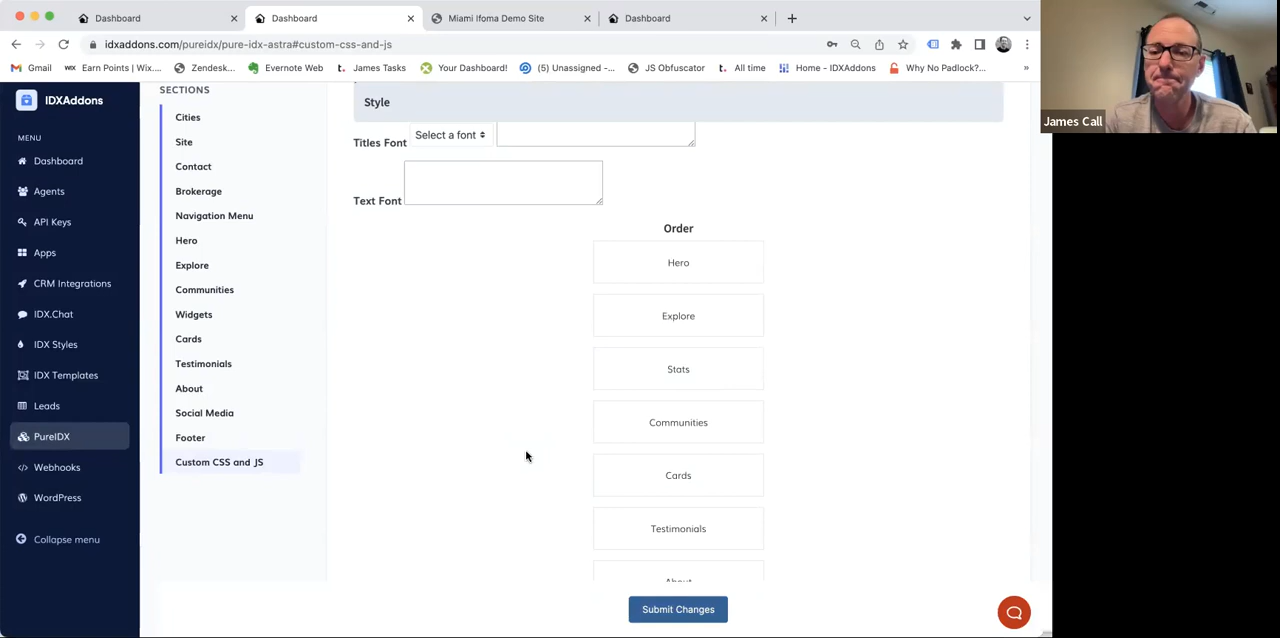 Dashboard
Dashboard
Miami Ifoma Demo Site
Dashboard
idxaddons.com/pureidx/pure-idx-astra#custom-css-and-js
Gmail
Earn Points | Wix....
Zendesk...
Evernote Web
James Tasks
Your Dashboard!
(5) Unassigned -...
JS Obfuscator
All time
Home - IDXAddons
Why No Padlock?...
»
IDXAddons
MENU
Dashboard
Agents
API Keys
Apps
CRM Integrations
IDX.Chat
IDX Styles
IDX Templates
Leads
PureIDX
Webhooks
WordPress
Collapse menu
SECTIONS
Cities
Site
Contact
Brokerage
Navigation Menu
Hero
Explore
Communities
Widgets
Cards
Testimonials
About
Social Media
Footer
Custom CSS and JS
Style
Titles Font Select a font
Text Font
Order
Hero
Explore
Stats
Communities
Cards
Testimonials
About
Submit Changes
James Call